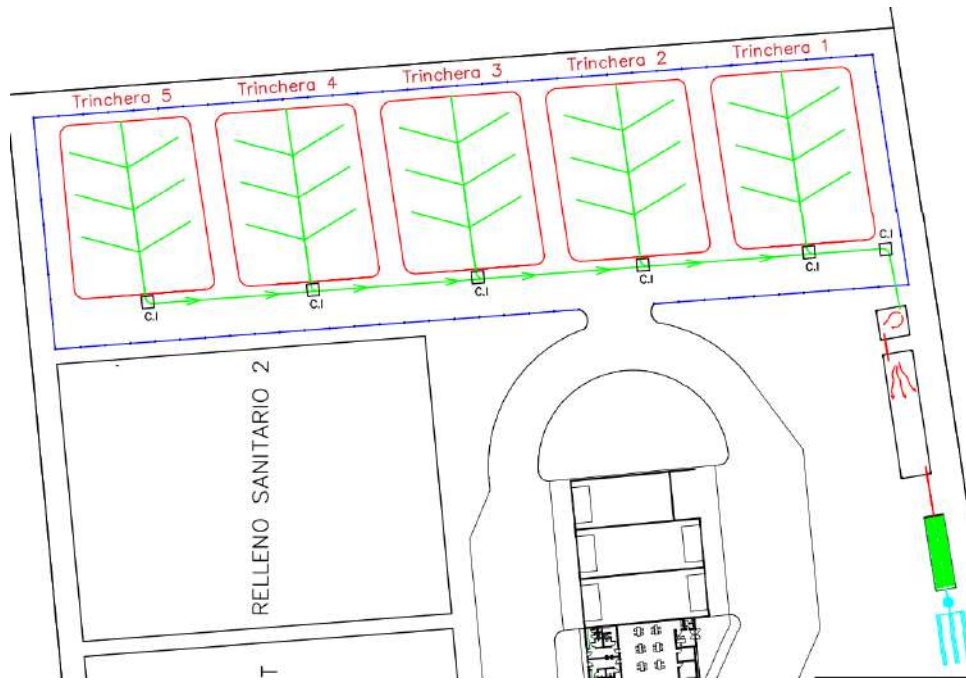 Trinchera 5
Trinchera 4
Trinchera 3
Trinchera 2
Trinchera 1
C.I
C.I
C.I
C.I
C.I
C.I
RELLENO SANITARIO 2
T